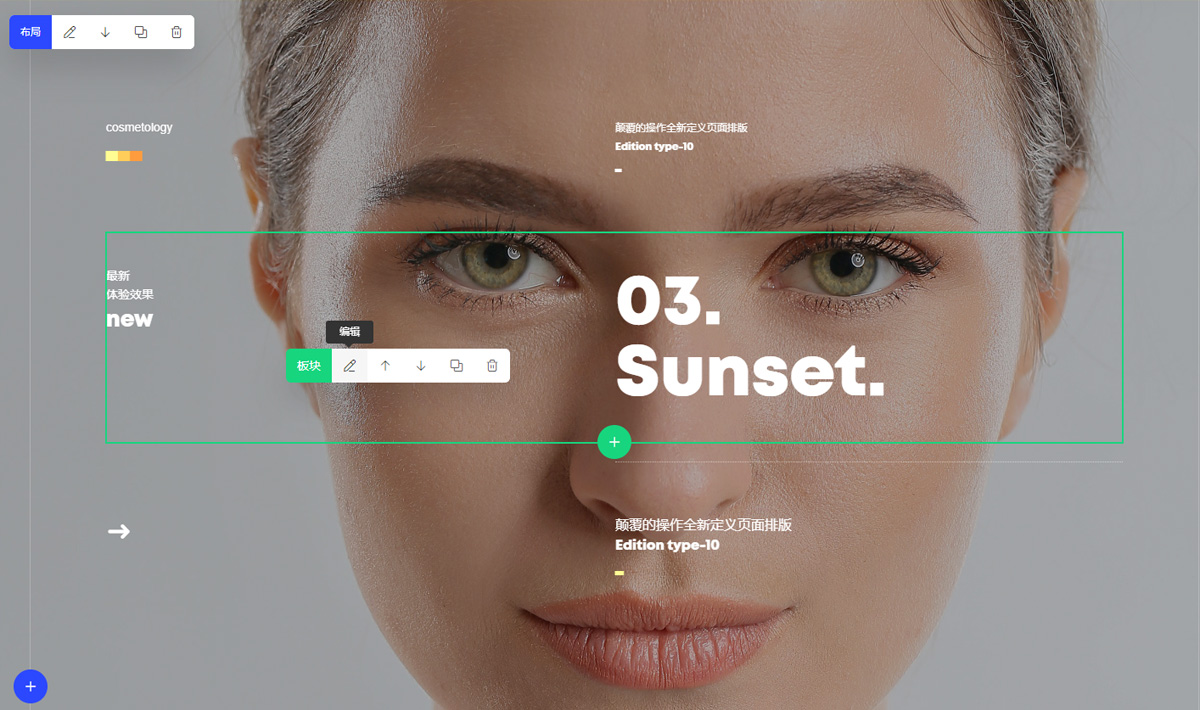 布局
cosmetology
颠覆的操作全新定义页面排版
Edition type-10
最新
体验效果
new
03.
Sunset.
编辑
板块
颠覆的操作全新定义页面排版
Edition type-10